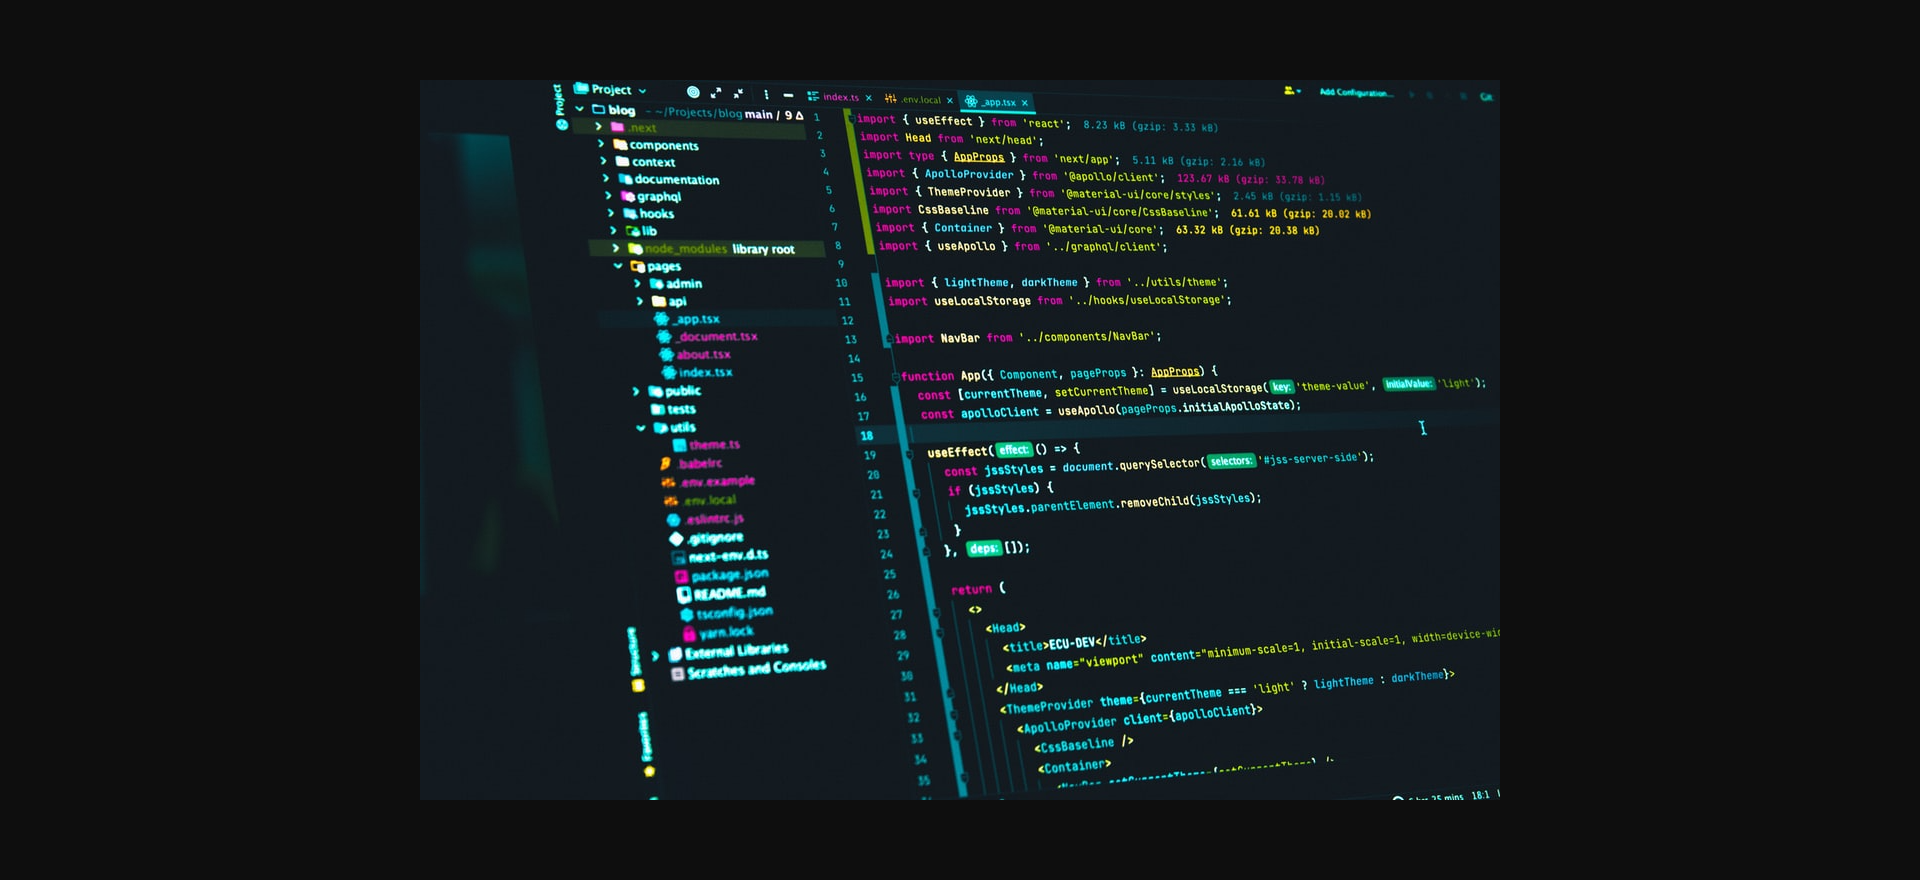 Project
Project
index.ts
.env.local
_app.tsx
Add Configuration...
Git
blog ~/Projects/blog main / 9 Δ
.next
components
context
documentation
graphql
hooks
lib
node_modules library root
pages
admin
api
_app.tsx
_document.tsx
about.tsx
index.tsx
public
tests
utils
theme.ts
.babelrc
.env.example
.env.local
.eslintrc.js
.gitignore
next-env.d.ts
package.json
README.md
tsconfig.json
yarn.lock
External Libraries
Scratches and Consoles
Structure
Favorites
1 import { useEffect } from 'react'; 8.23 kB (gzip: 3.33 kB)
2 import Head from 'next/head';
3 import type { AppProps } from 'next/app'; 5.11 kB (gzip: 2.16 kB)
4 import { ApolloProvider } from '@apollo/client'; 123.67 kB (gzip: 33.78 kB)
5 import { ThemeProvider } from '@material-ui/core/styles'; 2.45 kB (gzip: 1.15 kB)
6 import CssBaseline from '@material-ui/core/CssBaseline'; 61.61 kB (gzip: 20.02 kB)
7 import { Container } from '@material-ui/core'; 63.32 kB (gzip: 20.38 kB)
8 import { useApollo } from '../graphql/client';
9
10 import { lightTheme, darkTheme } from '../utils/theme';
11 import useLocalStorage from '../hooks/useLocalStorage';
12
13 import NavBar from '../components/NavBar';
14
15 function App({ Component, pageProps }: AppProps) {
16 const [currentTheme, setCurrentTheme] = useLocalStorage( key: 'theme-value', initialValue: 'light');
17 const apolloClient = useApollo(pageProps.initialApolloState);
18
19 useEffect( effect: () => {
20 const jssStyles = document.querySelector( selectors: '#jss-server-side');
21 if (jssStyles) {
22 jssStyles.parentElement.removeChild(jssStyles);
23 }
24 }, deps: []);
25
26 return (
27 <>
28 <Head>
29 <title>ECU-DEV</title>
30 <meta name="viewport" content="minimum-scale=1, initial-scale=1, width=device-wi
31 </Head>
32 <ThemeProvider theme={currentTheme === 'light' ? lightTheme : darkTheme}>
33 <ApolloProvider client={apolloClient}>
34 <CssBaseline />
35 <Container>
25 mins 18:1